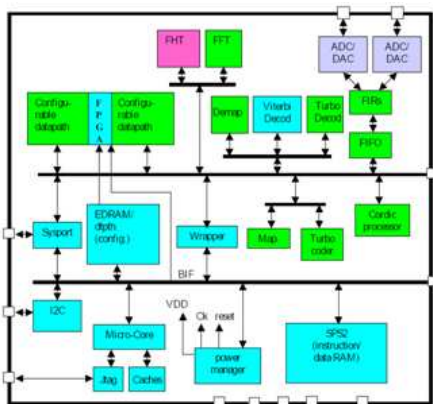 FHT
FFT
ADC/
DAC
ADC/
DAC
Configu-
rable
datapath
F
P
G
A
Configu-
rable
datapath
Demap
Viterbi
Decod
Turbo
Decod
FIRs
FIFO
Sysport
EDRAM/
dtpth
(config.)
Wrapper
Map
Turbo
coder
Cordic
processor
BIF
I2C
VDD
Ck
reset
Micro-Core
Jtag
Caches
power
manager
SPS2
(instruction/
data RAM)